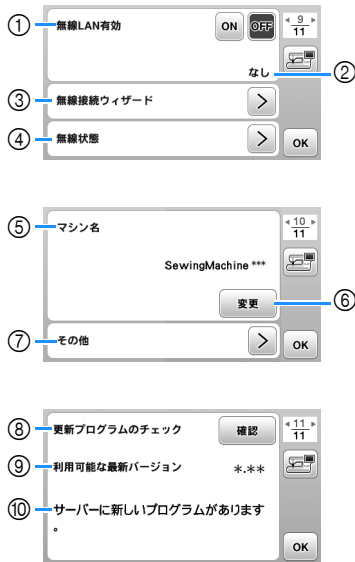 ① 無線LAN有効 ON OFF 9
11
なし ②
③ 無線接続ウィザード
④ 無線状態 OK
⑤ マシン名 10
11
SewingMachine ***
変更 ⑥
⑦ その他 OK
⑧ 更新プログラムのチェック 確認 11
11
⑨ 利用可能な最新バージョン *.**
⑩ サーバーに新しいプログラムがあります
。
OK